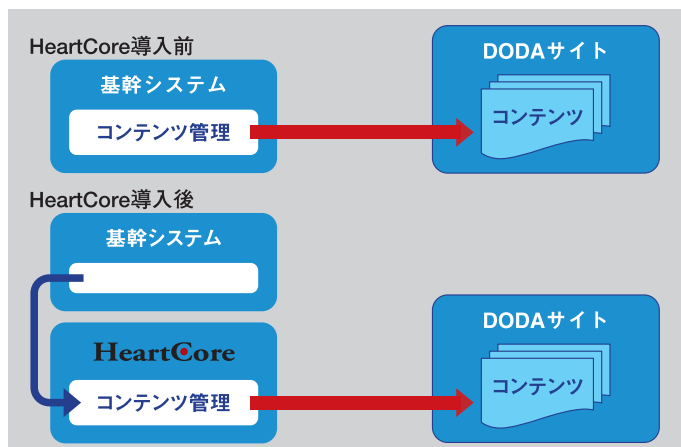 HeartCore導入前
基幹システム
コンテンツ管理
DODAサイト
コンテンツ
HeartCore導入後
基幹システム
HeartCore
コンテンツ管理
DODAサイト
コンテンツ